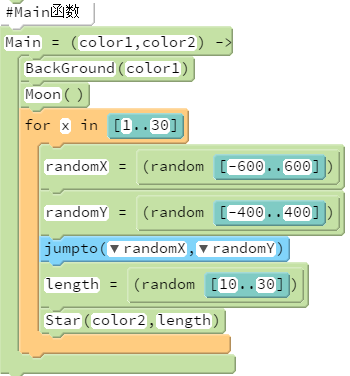 #Main函数
Main = (color1,color2) ->
BackGround(color1)
Moon()
for x in [1..30]
randomX = (random [-600..600])
randomY = (random [-400..400])
jumpto(▼randomX,▼randomY)
length = (random [10..30])
Star(color2,length)